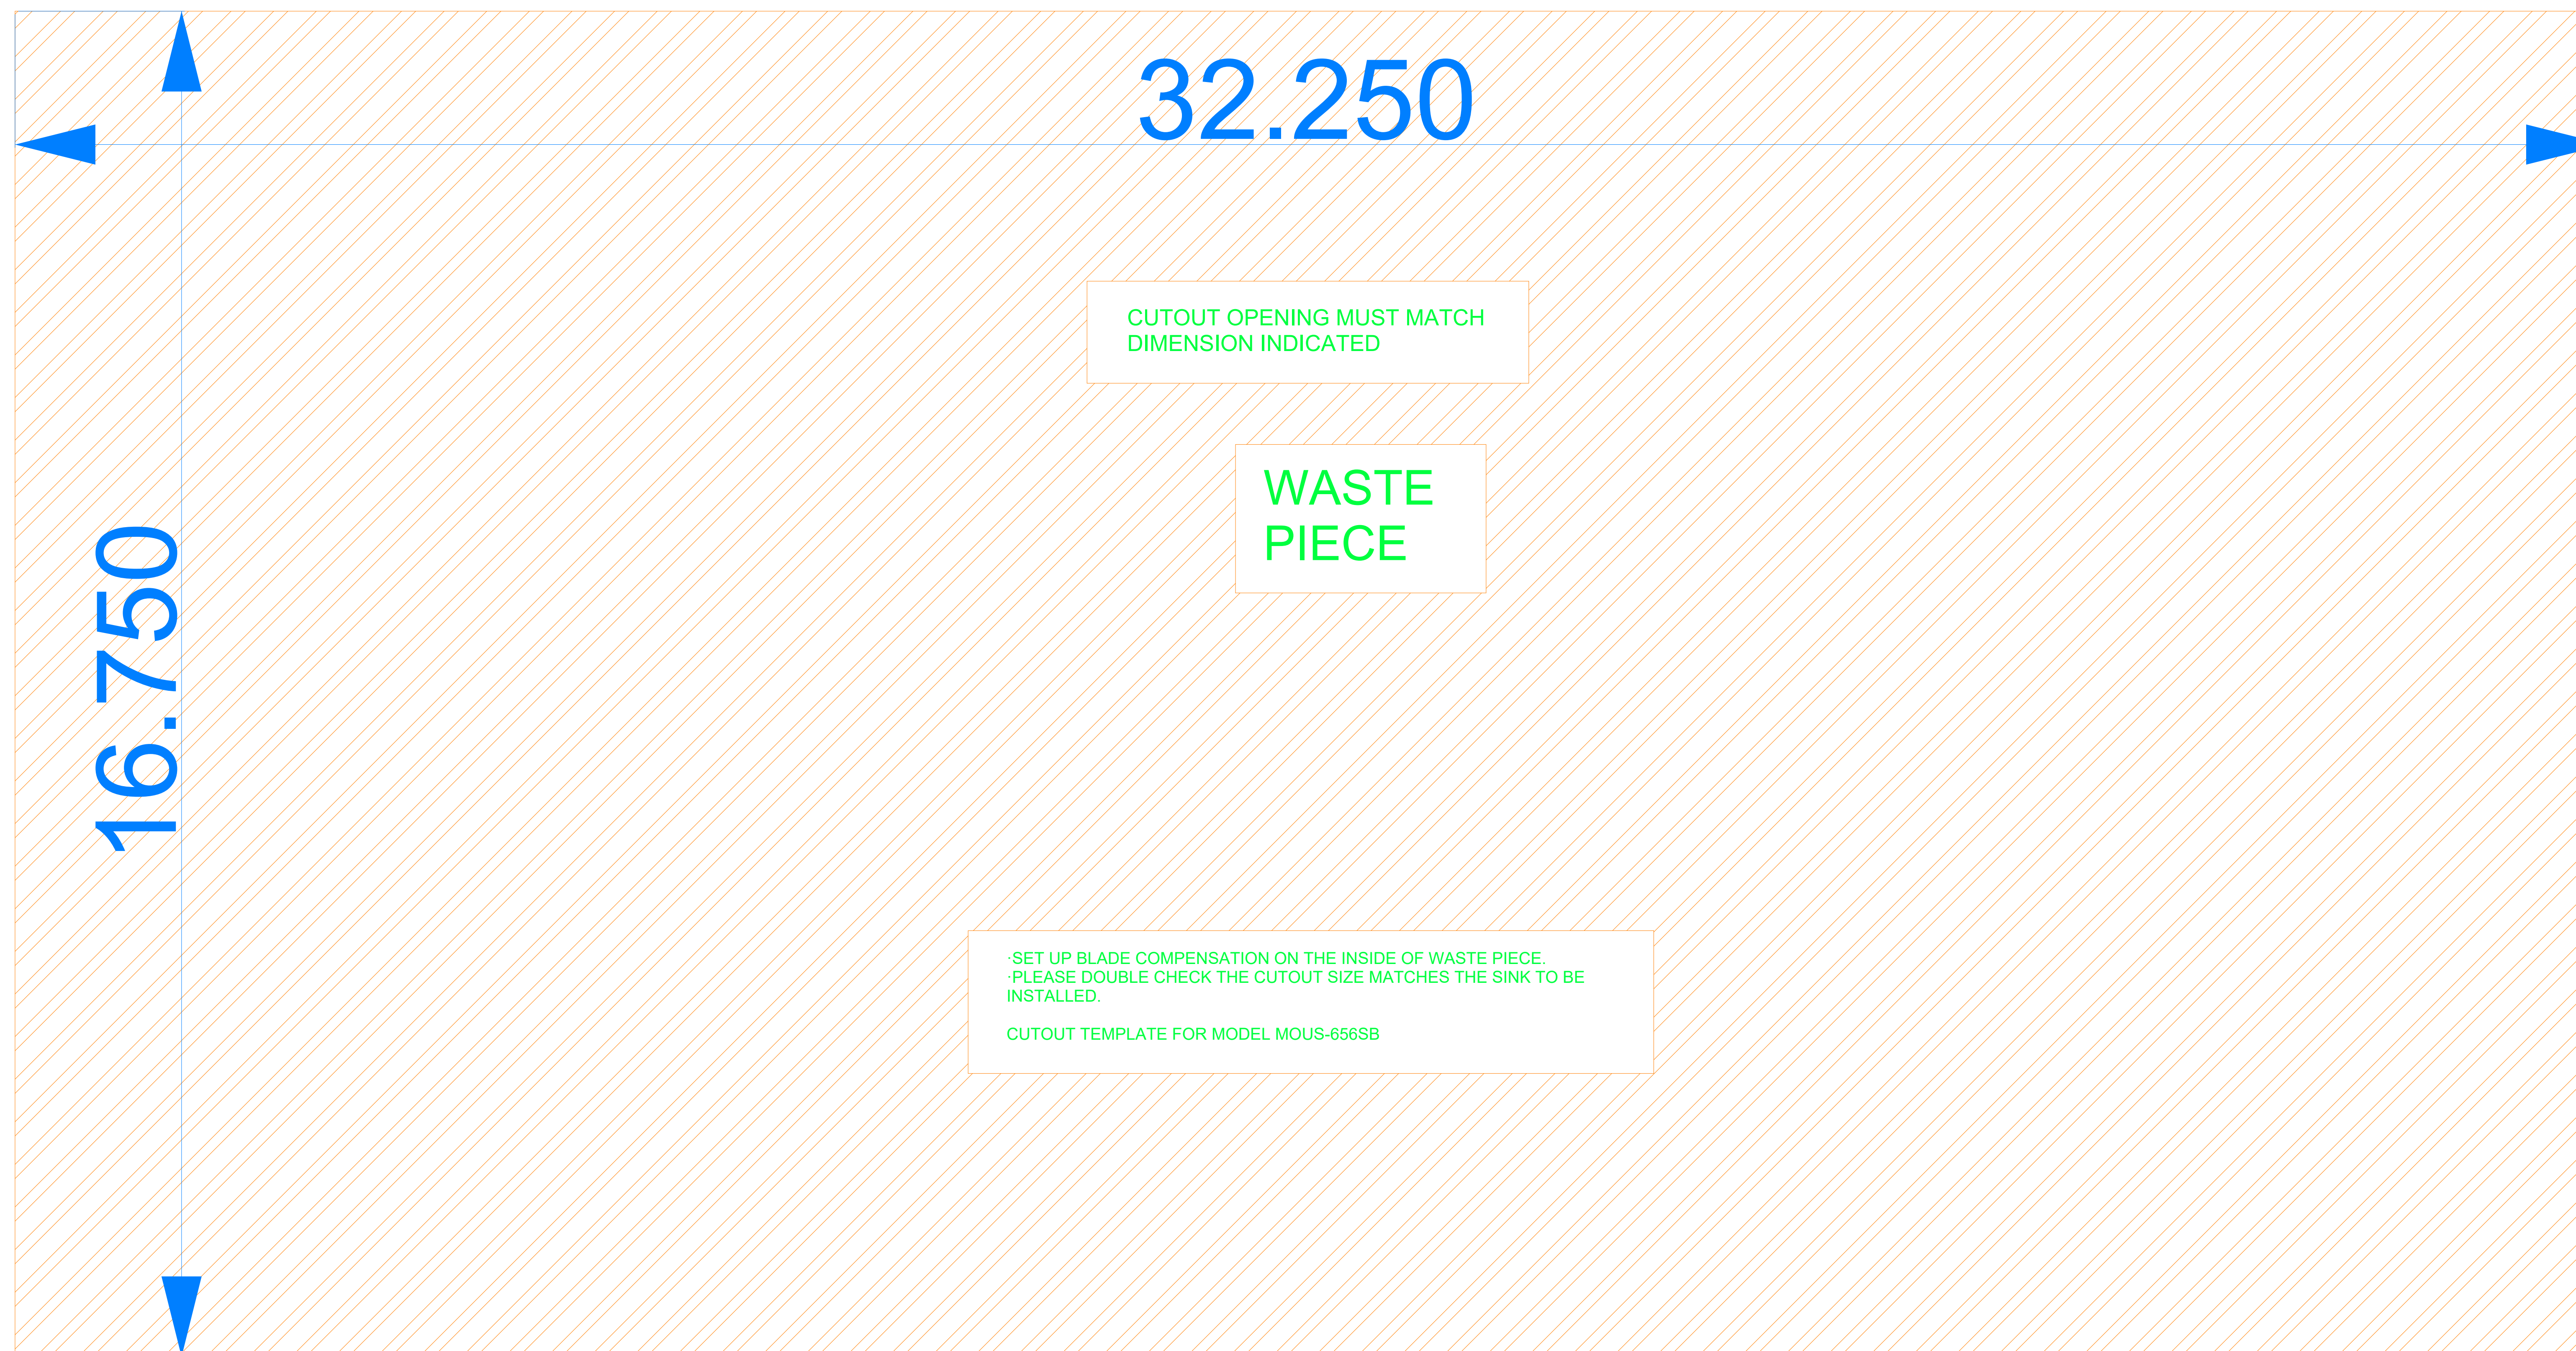 32.250
CUTOUT OPENING MUST MATCH
DIMENSION INDICATED
WASTE
PIECE
16.750
·SET UP BLADE COMPENSATION ON THE INSIDE OF WASTE PIECE.
·PLEASE DOUBLE CHECK THE CUTOUT SIZE MATCHES THE SINK TO BE
INSTALLED.
CUTOUT TEMPLATE FOR MODEL MOUS-656SB